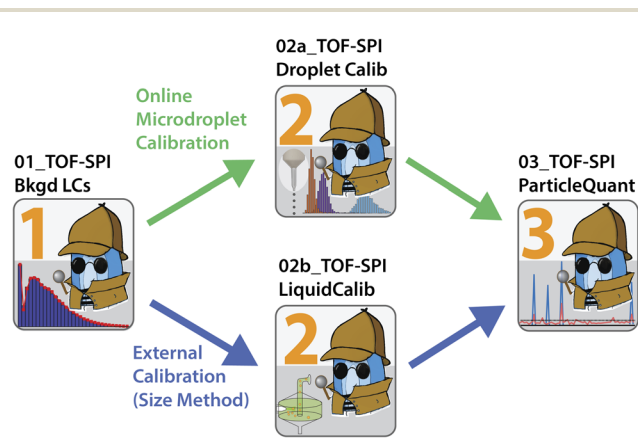 02a_TOF-SPI
Droplet Calib
2
Online
Microdroplet
Calibration
01_TOF-SPI
Bkgd LCs
1
03_TOF-SPI
ParticleQuant
3
02b_TOF-SPI
LiquidCalib
2
External
Calibration
(Size Method)